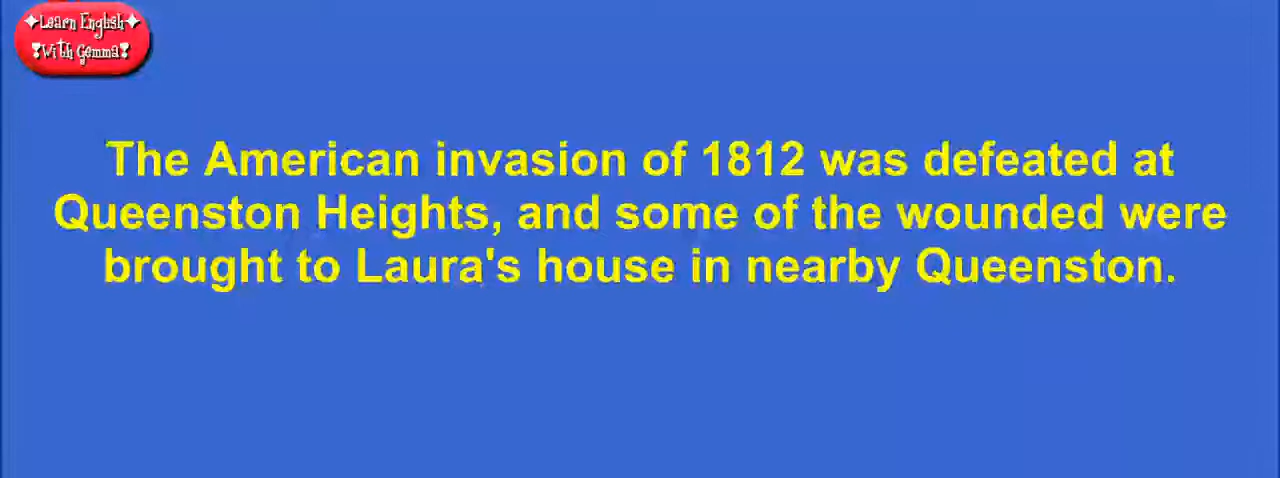 ✦Learn English✦
❣With Gemma❣
The American invasion of 1812 was defeated at
Queenston Heights, and some of the wounded were
brought to Laura's house in nearby Queenston.